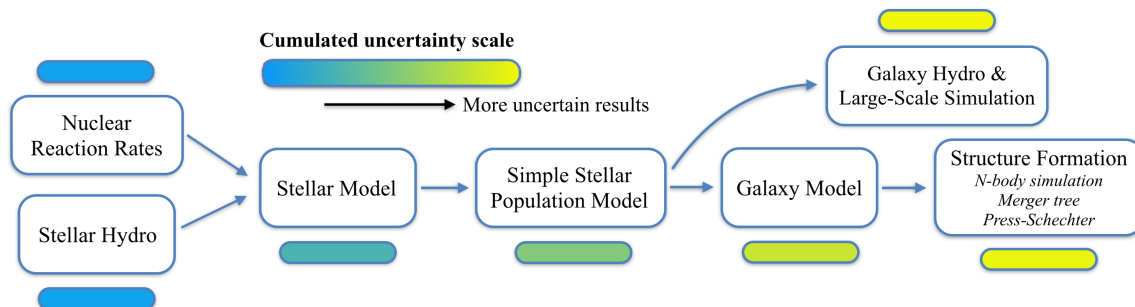 Cumulated uncertainty scale
More uncertain results
Nuclear
Reaction Rates
Stellar Hydro
Stellar Model
Simple Stellar
Population Model
Galaxy Hydro &
Large-Scale Simulation
Galaxy Model
Structure Formation
N-body simulation
Merger tree
Press-Schechter